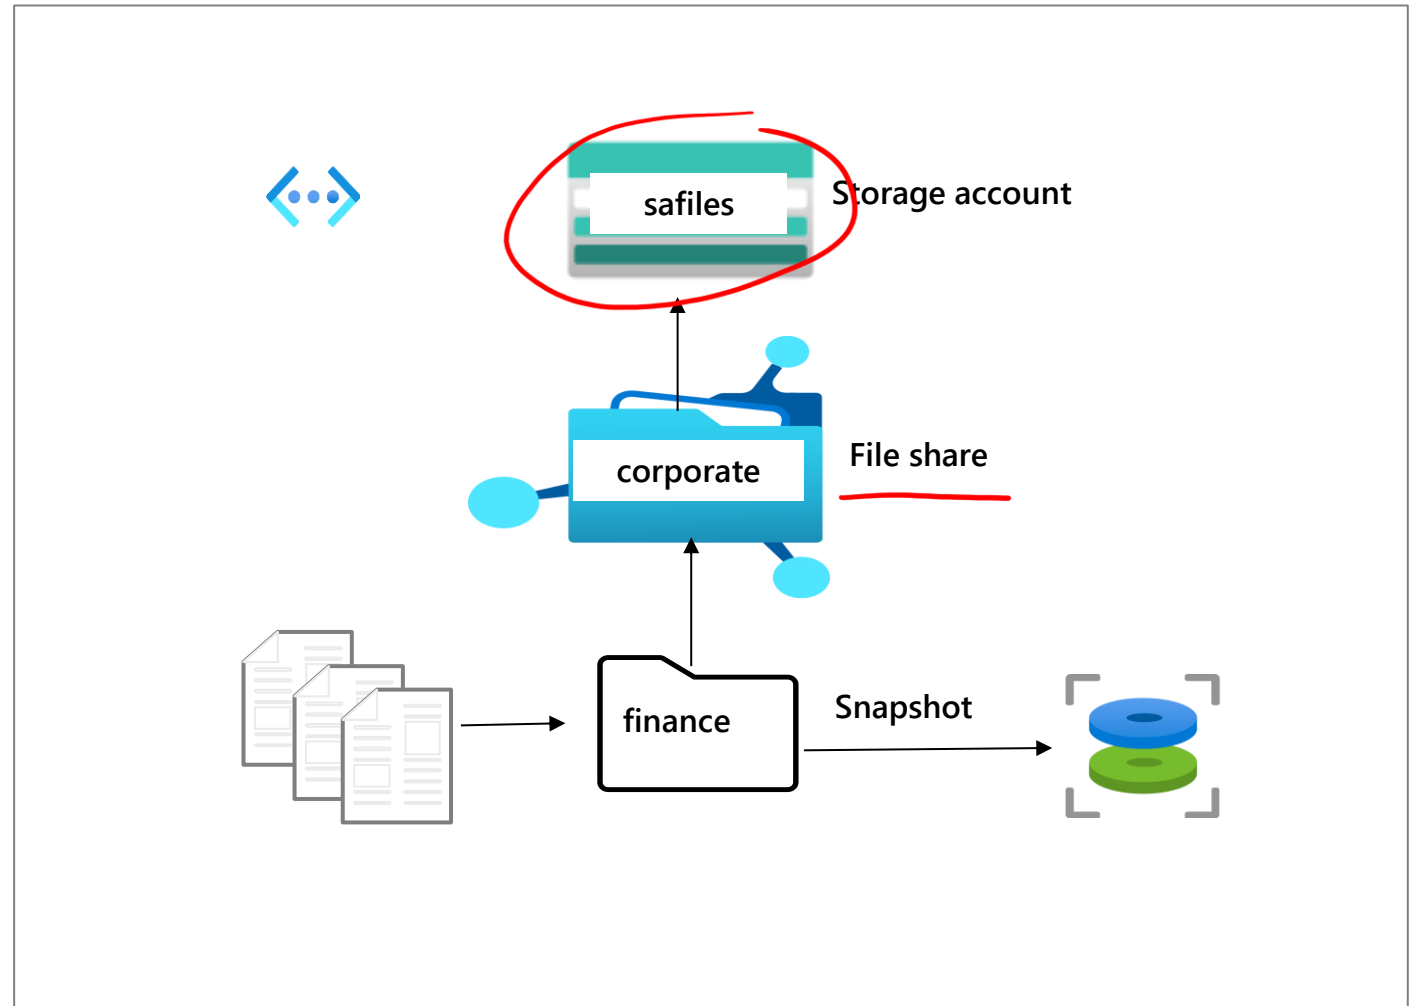 safiles
Storage account
corporate
File share
finance
Snapshot